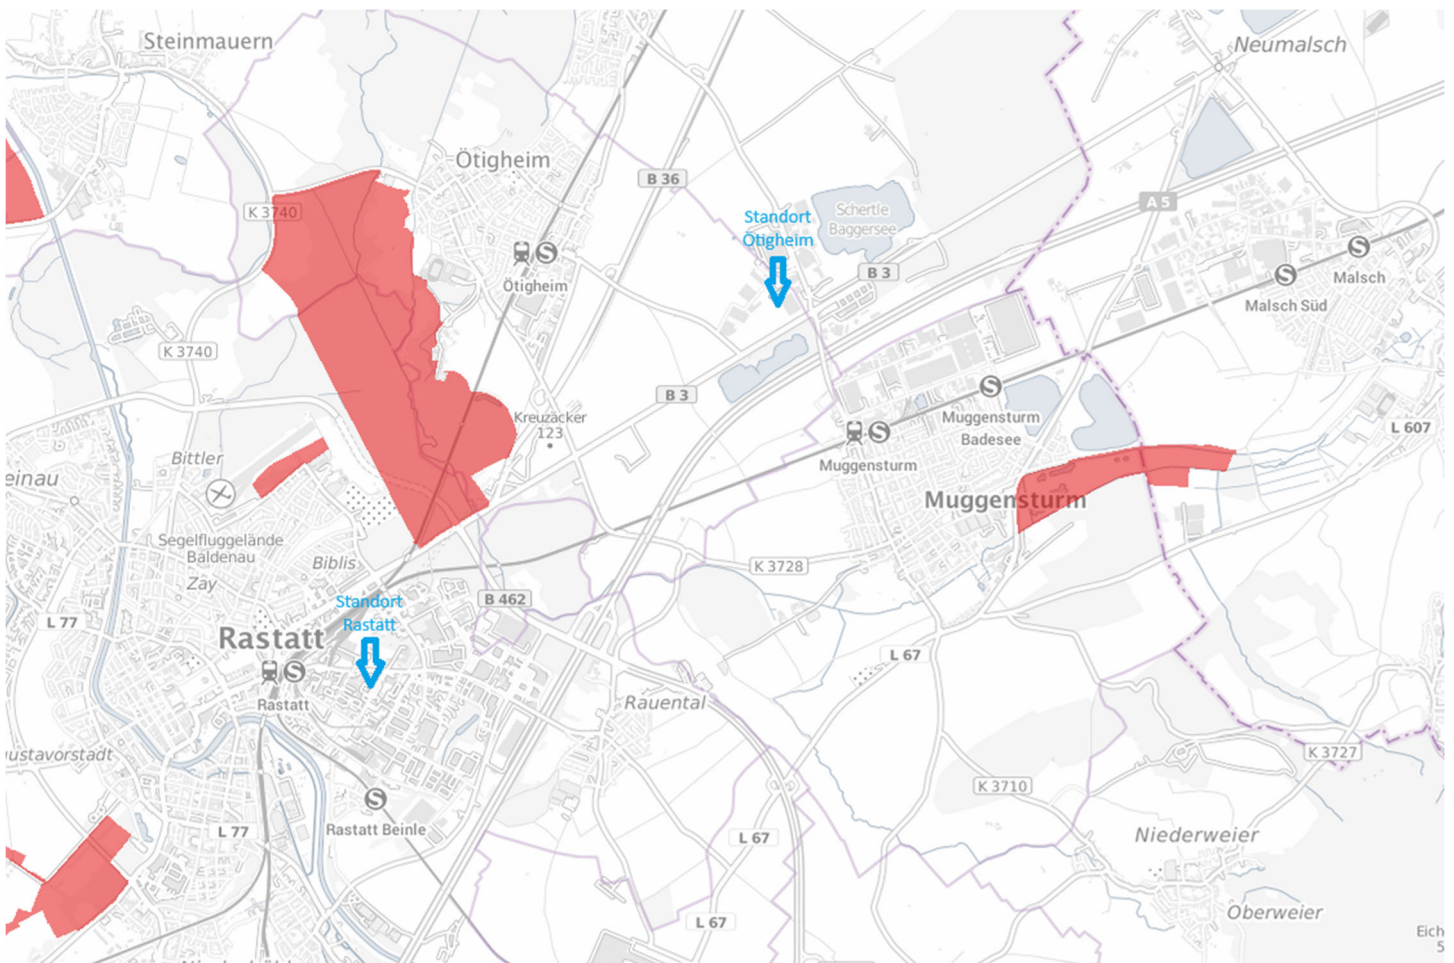 Steinmauern
Neumalsch
Ötigheim
B 36
K 3740
A 5
Schertle
Baggersee
Standort
Ötigheim
S
Ötigheim
B 3
S
Malsch
S
Malsch Süd
K 3740
B 3
Kreuzäcker
123
S
Muggensturm
Badesee
L 607
S
Muggensturm
Bittler
einau
Muggensturm
Segelfluggelände
Baldenau
Biblis
Zay
K 3728
Standort
Rastatt
B 462
L 77
Rastatt
S
Rastatt
L 67
Rauental
ustavorstadt
K 3727
K 3710
S
Rastatt Beinle
L 77
L 67
Niederweier
L 67
Oberweier
Eich
5